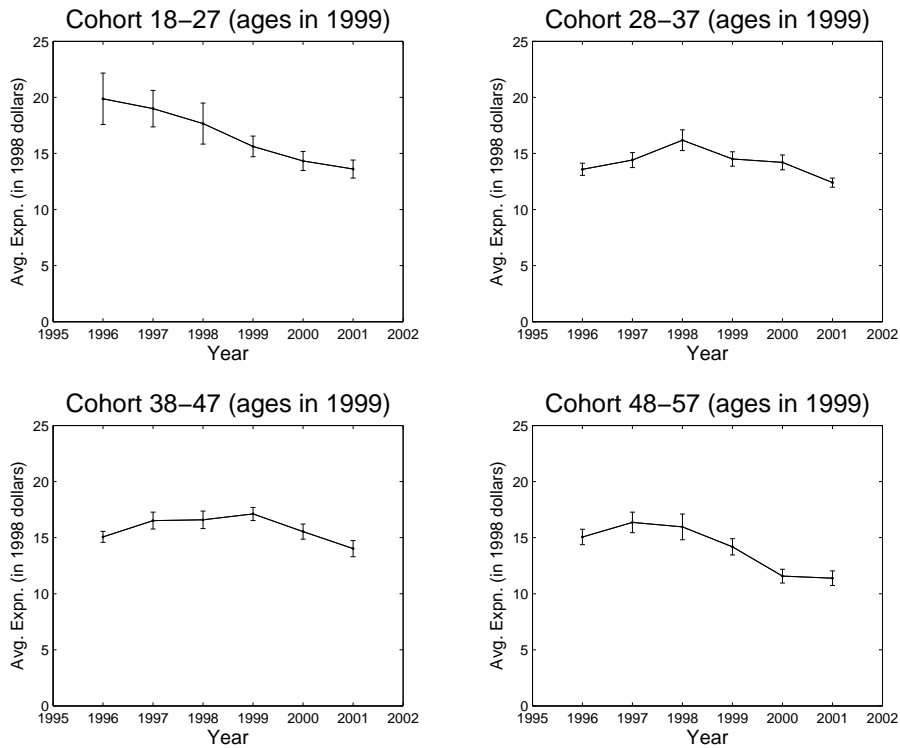 Cohort 18−27 (ages in 1999)
25
20
15
10
5
0
Avg. Expn. (in 1998 dollars)
1995 1996 1997 1998 1999 2000 2001 2002
Year
Cohort 28−37 (ages in 1999)
25
20
15
10
5
0
Avg. Expn. (in 1998 dollars)
1995 1996 1997 1998 1999 2000 2001 2002
Year
Cohort 38−47 (ages in 1999)
25
20
15
10
5
0
Avg. Expn. (in 1998 dollars)
1995 1996 1997 1998 1999 2000 2001 2002
Year
Cohort 48−57 (ages in 1999)
25
20
15
10
5
0
Avg. Expn. (in 1998 dollars)
1995 1996 1997 1998 1999 2000 2001 2002
Year